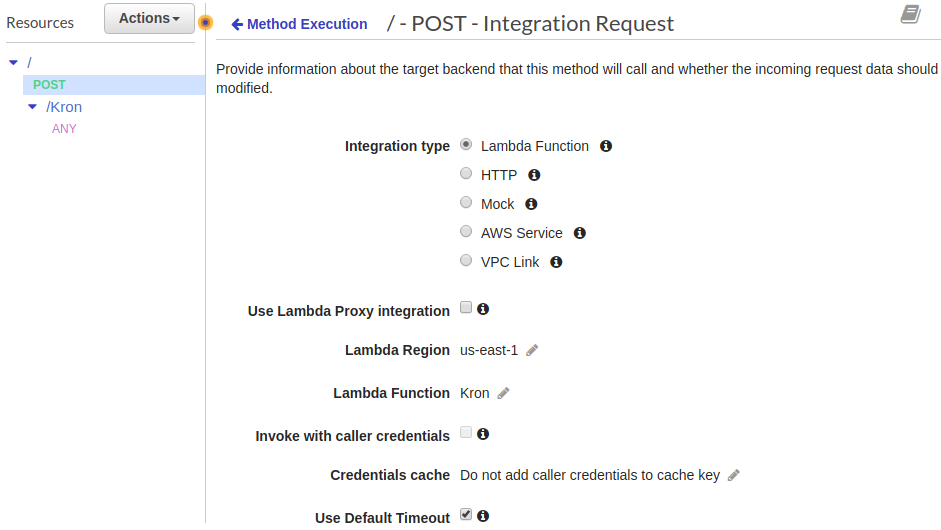 Resources
Actions
Method Execution / - POST - Integration Request
/
POST
/Kron
ANY
Provide information about the target backend that this method will call and whether the incoming request data should
modified.
Integration type Lambda Function
HTTP
Mock
AWS Service
VPC Link
Use Lambda Proxy integration
Lambda Region us-east-1
Lambda Function Kron
Invoke with caller credentials
Credentials cache Do not add caller credentials to cache key
Use Default Timeout